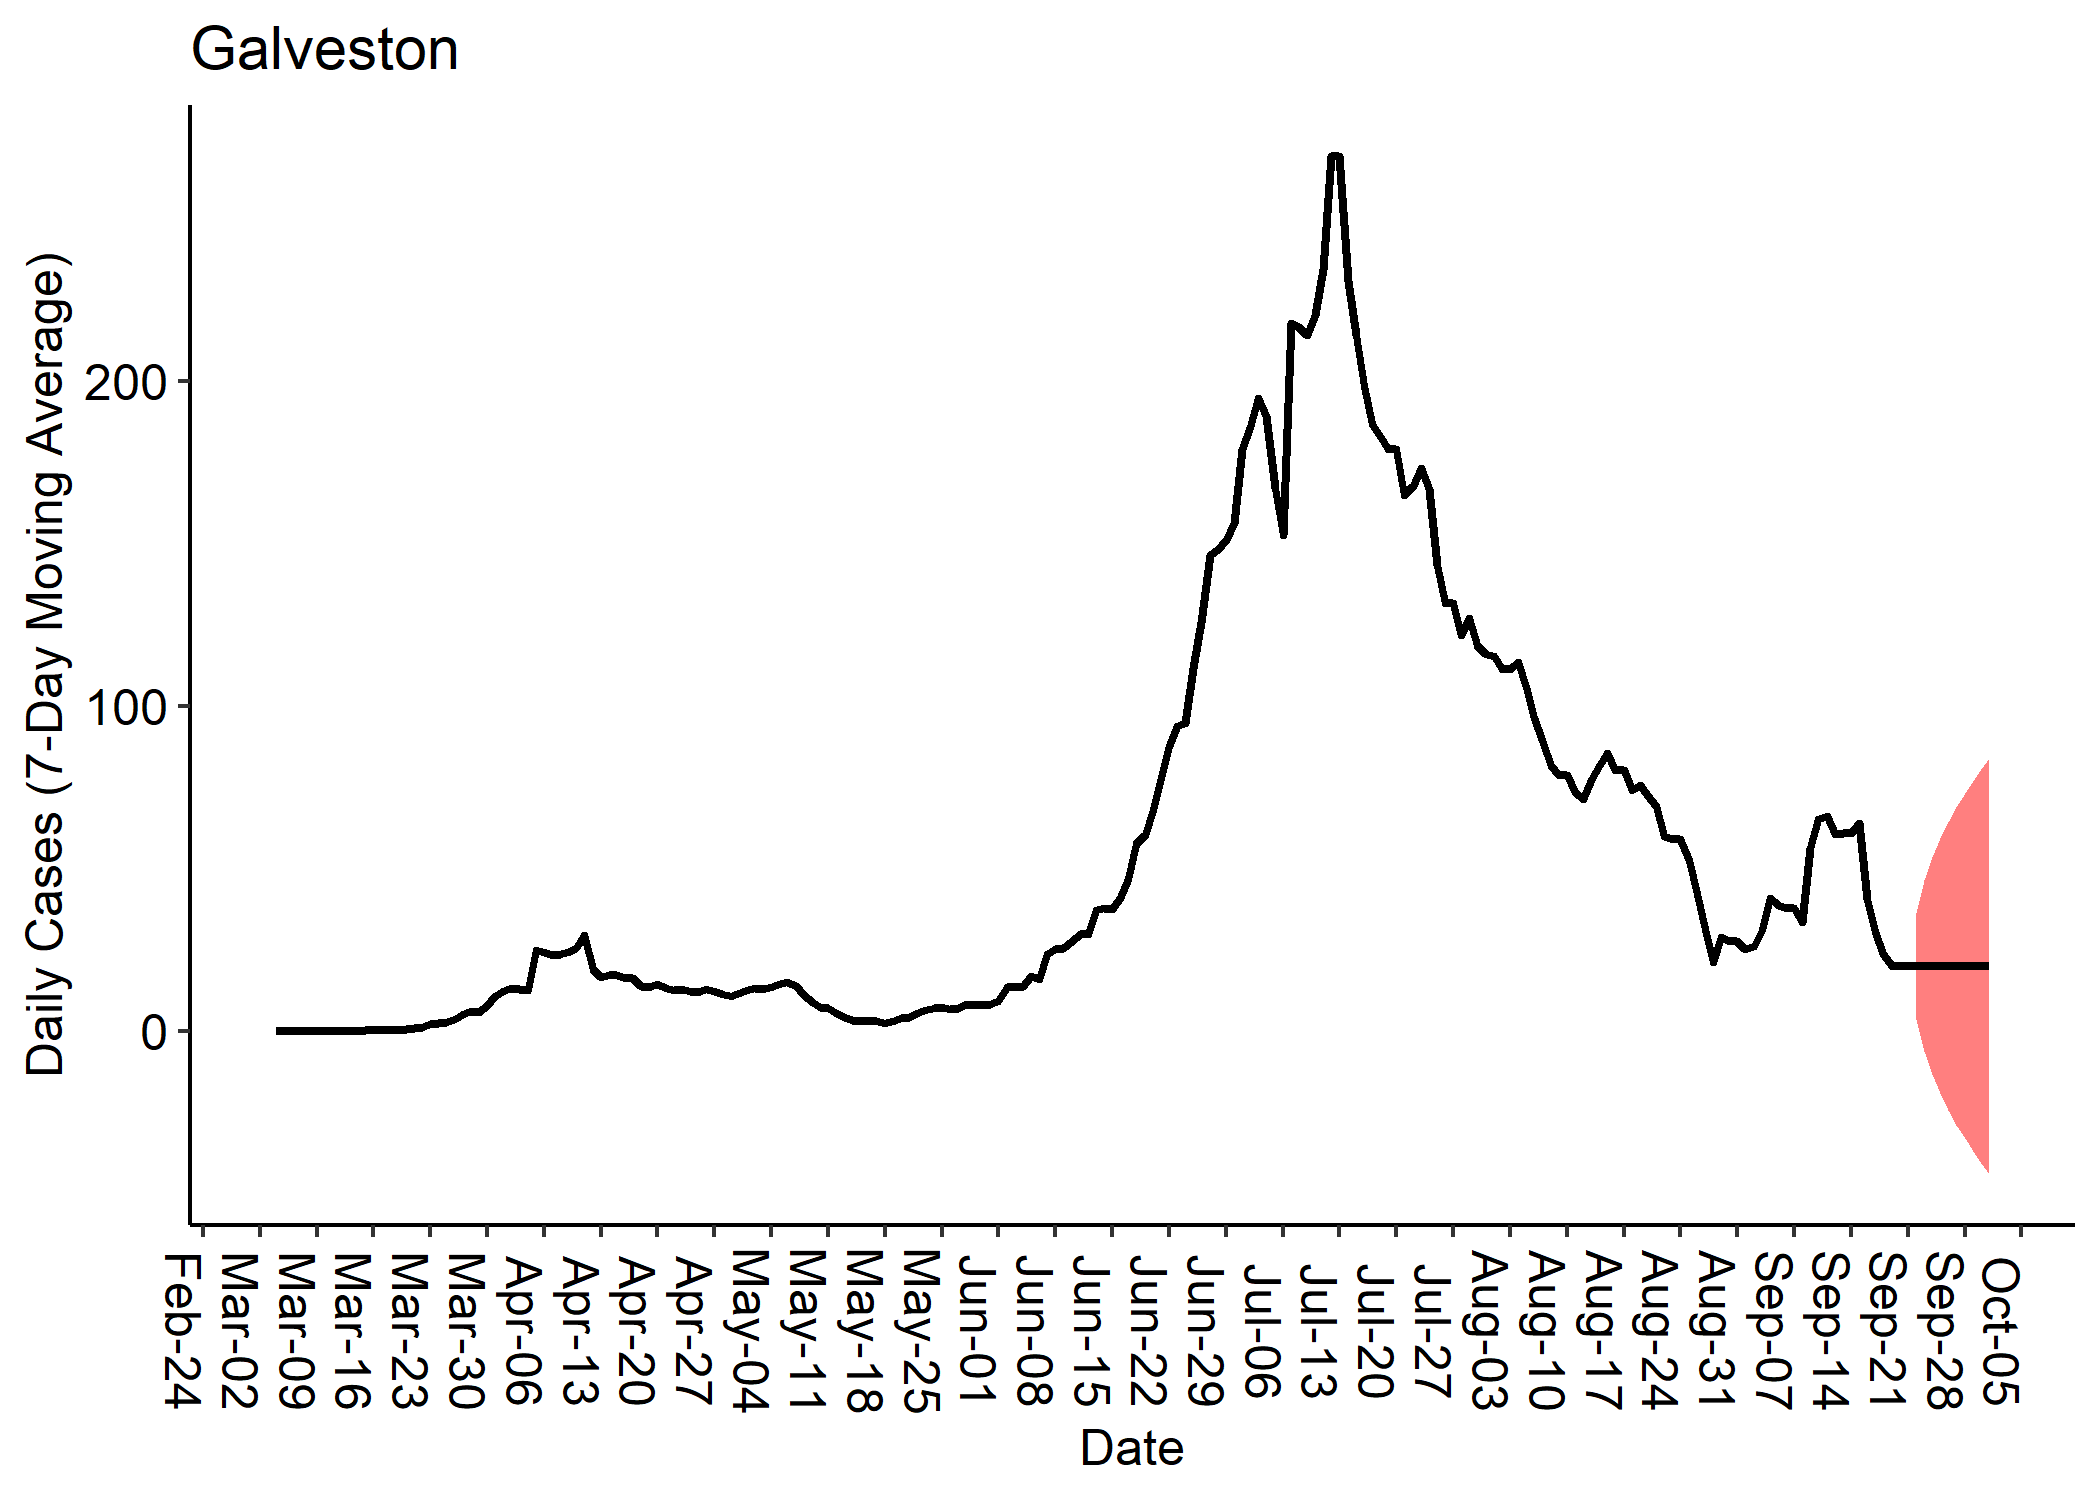 Galveston
Daily Cases (7-Day Moving Average)
200
100
0
Feb-24
Mar-02
Mar-09
Mar-16
Mar-23
Mar-30
Apr-06
Apr-13
Apr-20
Apr-27
May-04
May-11
May-18
May-25
Jun-01
Jun-08
Jun-15
Jun-22
Jun-29
Jul-06
Jul-13
Jul-20
Jul-27
Aug-03
Aug-10
Aug-17
Aug-24
Aug-31
Sep-07
Sep-14
Sep-21
Sep-28
Oct-05
Date